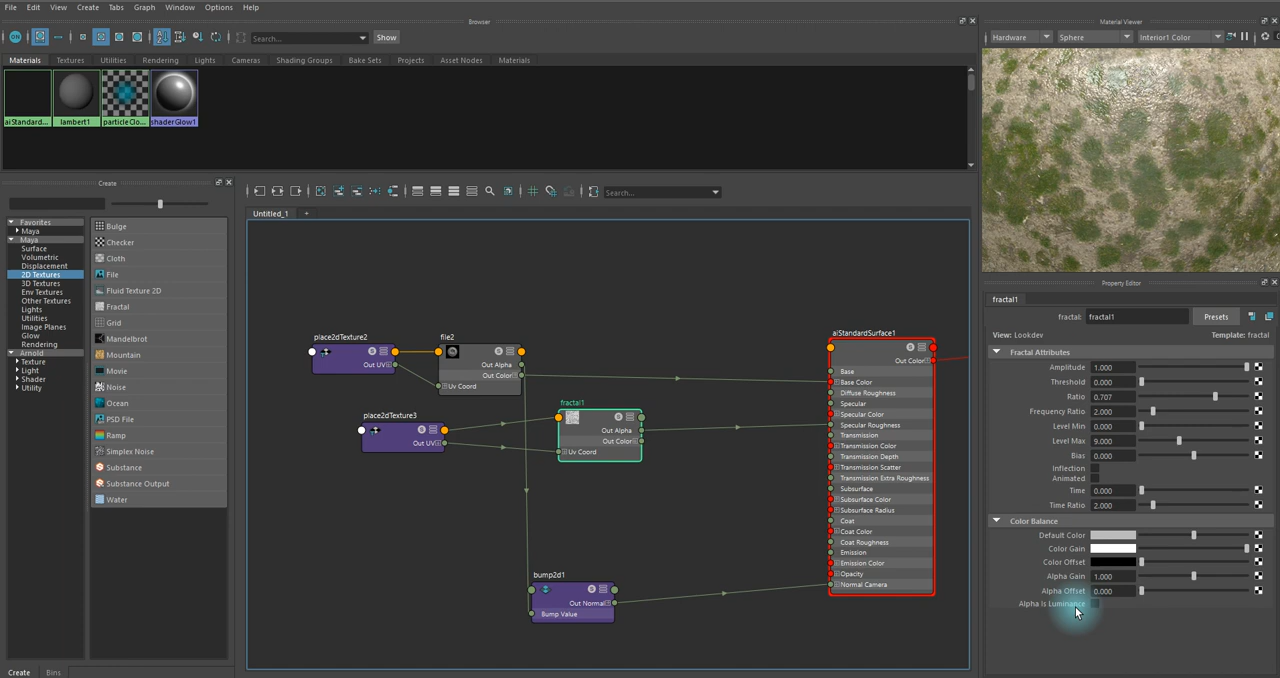 File Edit View Create Tabs Graph Window Options Help
Browser
Search... Show
Materials Textures Utilities Rendering Lights Cameras Shading Groups Bake Sets Projects Asset Nodes Materials
aiStandard... lambert1 particleClo... shaderGlow1
Create
Favorites
Maya
Maya
Surface
Volumetric
Displacement
2D Textures
3D Textures
Env Textures
Other Textures
Lights
Utilities
Image Planes
Glow
Rendering
Arnold
Texture
Light
Shader
Utility
Bulge
Checker
Cloth
File
Fluid Texture 2D
Fractal
Grid
Mandelbrot
Mountain
Movie
Noise
Ocean
PSD File
Ramp
Simplex Noise
Substance
Substance Output
Water
Create Bins
Search...
Untitled_1 +
place2dTexture2
Out UV
file2
Out Alpha
Out Color
Uv Coord
place2dTexture3
Out UV
fractal1
Out Alpha
Out Color
Uv Coord
bump2d1
Out Normal
Bump Value
aiStandardSurface1
Out Color
Base
Base Color
Diffuse Roughness
Specular
Specular Color
Specular Roughness
Transmission
Transmission Color
Transmission Depth
Transmission Scatter
Transmission Extra Roughness
Subsurface
Subsurface Color
Subsurface Radius
Coat
Coat Color
Coat Roughness
Emission
Emission Color
Opacity
Normal Camera
Material Viewer
Hardware Sphere Interior1 Color
Property Editor
fractal1
fractal: fractal1 Presets
View: Lookdev Template: fractal
Fractal Attributes
Amplitude 1.000
Threshold 0.000
Ratio 0.707
Frequency Ratio 2.000
Level Min 0.000
Level Max 9.000
Bias 0.000
Inflection
Animated
Time 0.000
Time Ratio 2.000
Color Balance
Default Color
Color Gain
Color Offset
Alpha Gain 1.000
Alpha Offset 0.000
Alpha Is Luminance